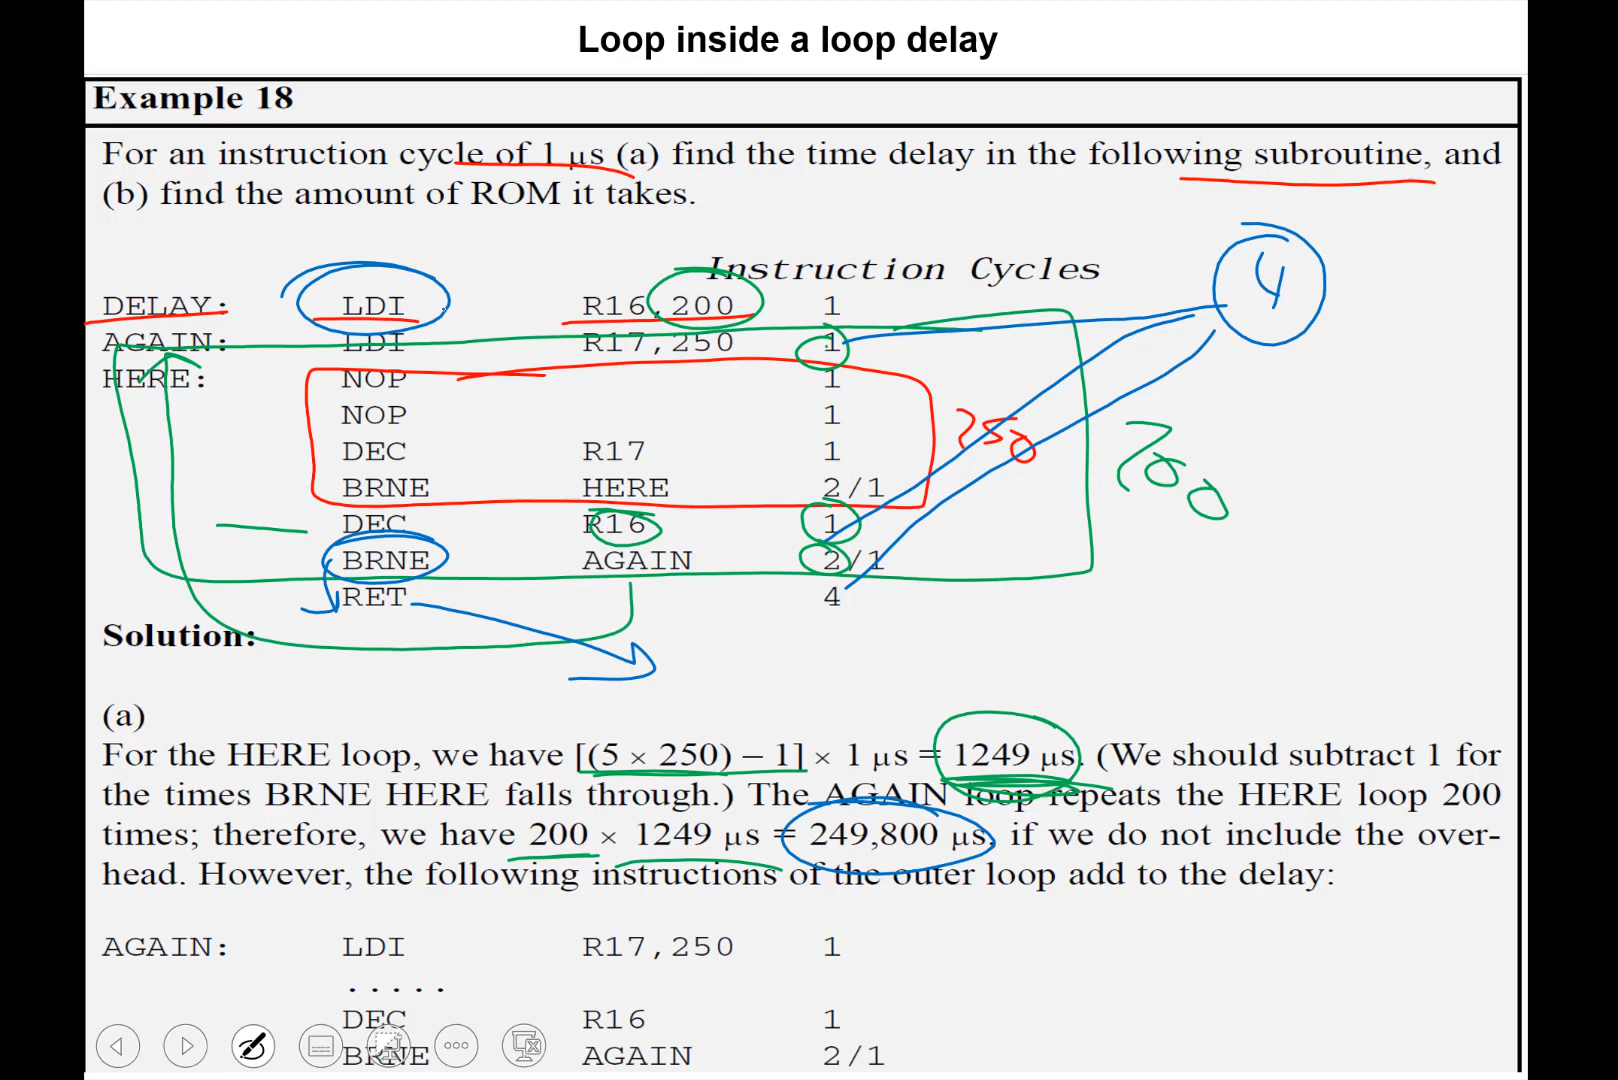 Loop inside a loop delay
Example 18
For an instruction cycle of 1 μs (a) find the time delay in the following subroutine, and
(b) find the amount of ROM it takes.
Instruction Cycles
DELAY: LDI R16,200 1
AGAIN: LDI R17,250 1
HERE: NOP 1
NOP 1
DEC R17 1
BRNE HERE 2/1
DEC R16 1
BRNE AGAIN 2/1
RET 4
4
250
200
Solution:
(a)
For the HERE loop, we have [(5 × 250) – 1] × 1 μs = 1249 μs. (We should subtract 1 for
the times BRNE HERE falls through.) The AGAIN loop repeats the HERE loop 200
times; therefore, we have 200 × 1249 μs = 249,800 μs, if we do not include the over-
head. However, the following instructions of the outer loop add to the delay:
AGAIN: LDI R17,250 1
.....
DEC R16 1
BRNE AGAIN 2/1